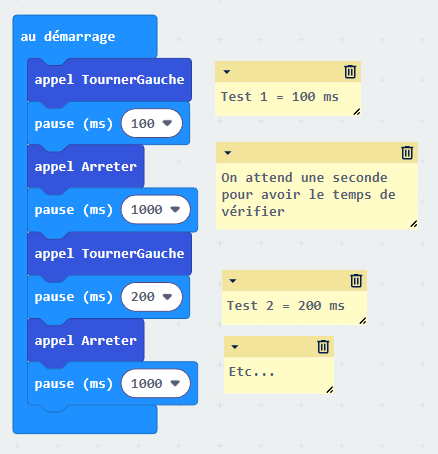 au démarrage
appel TournerGauche
pause (ms) 100
Test 1 = 100 ms
appel Arreter
pause (ms) 1000
On attend une seconde
pour avoir le temps de
vérifier
appel TournerGauche
pause (ms) 200
Test 2 = 200 ms
appel Arreter
pause (ms) 1000
Etc...